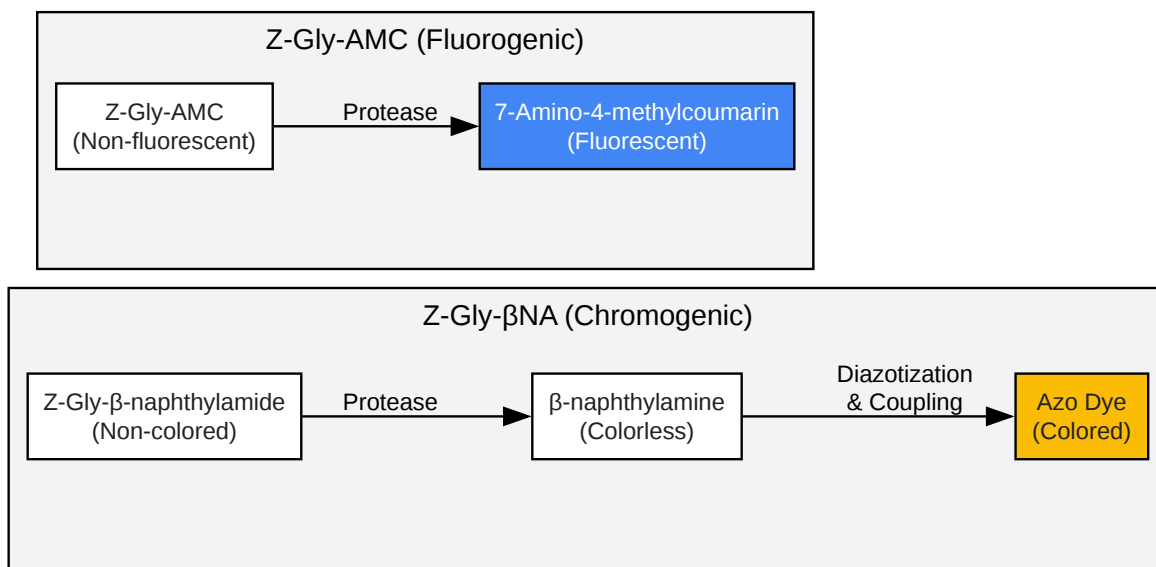 Z-Gly-AMC (Fluorogenic)
Z-Gly-AMC
(Non-fluorescent)
Protease
7-Amino-4-methylcoumarin
(Fluorescent)
Z-Gly-βNA (Chromogenic)
Z-Gly-β-naphthylamide
(Non-colored)
Protease
β-naphthylamine
(Colorless)
Diazotization
& Coupling
Azo Dye
(Colored)